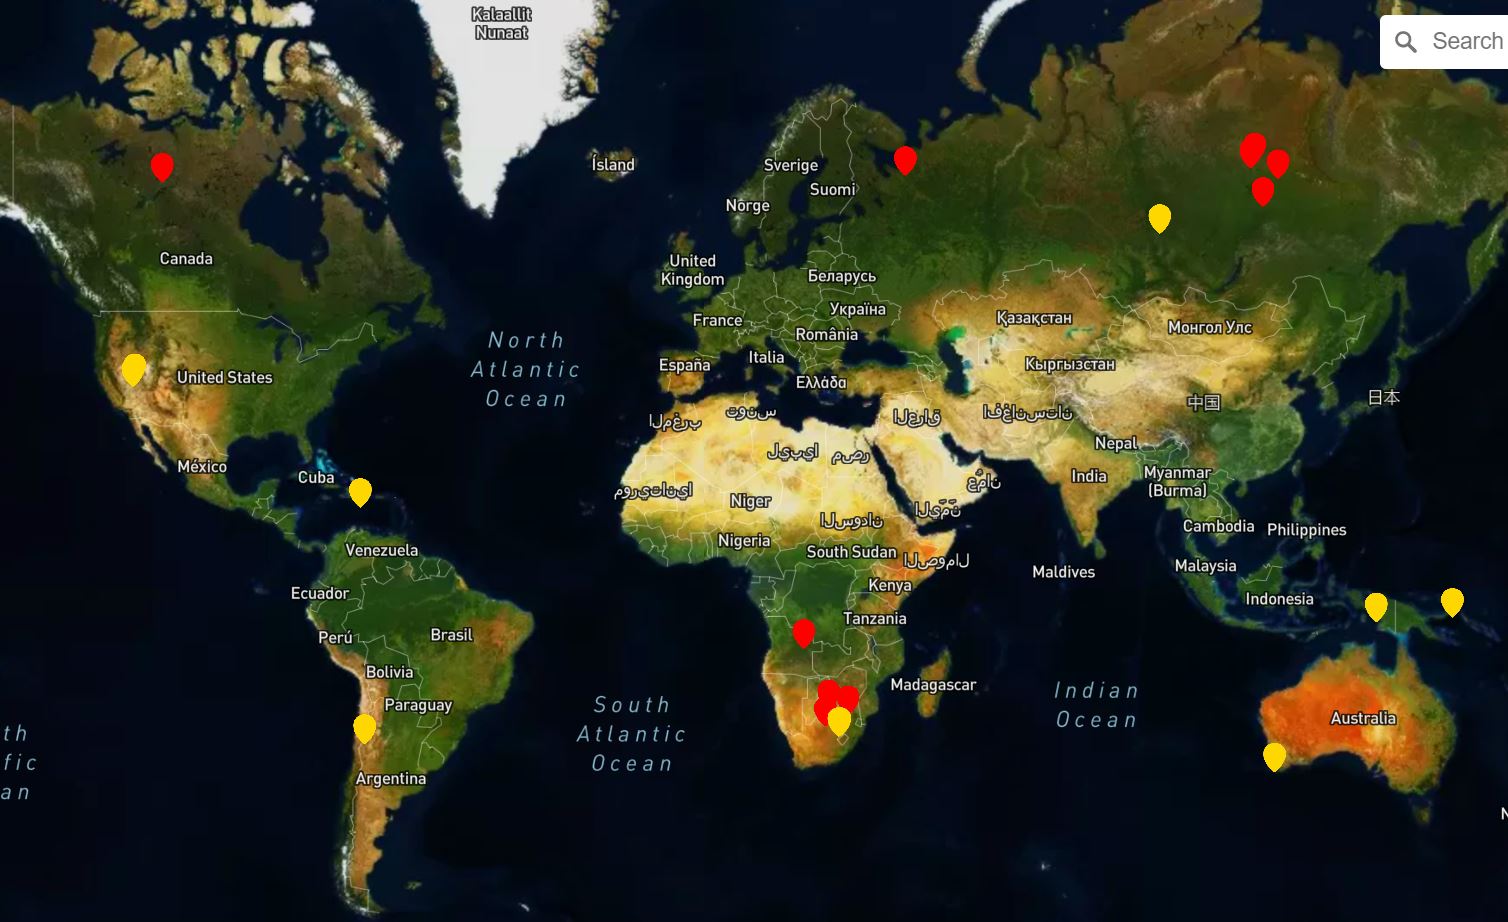 Kalaallit
Nunaat
Search
Ísland
Sverige
Suomi
Norge
Canada
United
Kingdom
Беларусь
Україна
France
România
Қазақстан
Монгол Улс
North
Atlantic
Ocean
Italia
España
Кыргызстан
United States
Ελλάδα
日本
中国
تونس
المغرب
العراق
افغانستان
Nepal
ليبيا
مصر
México
Cuba
India
Myanmar
(Burma)
عمان
موريتانيا
Niger
اليمن
السودان
Cambodia
Philippines
Nigeria
Venezuela
South Sudan
الصومال
Malaysia
Maldives
Kenya
Ecuador
Indonesia
Tanzania
Perú
Brasil
Bolivia
Madagascar
Indian
Ocean
Paraguay
South
Atlantic
Ocean
Australia
th
fic
an
Argentina
N